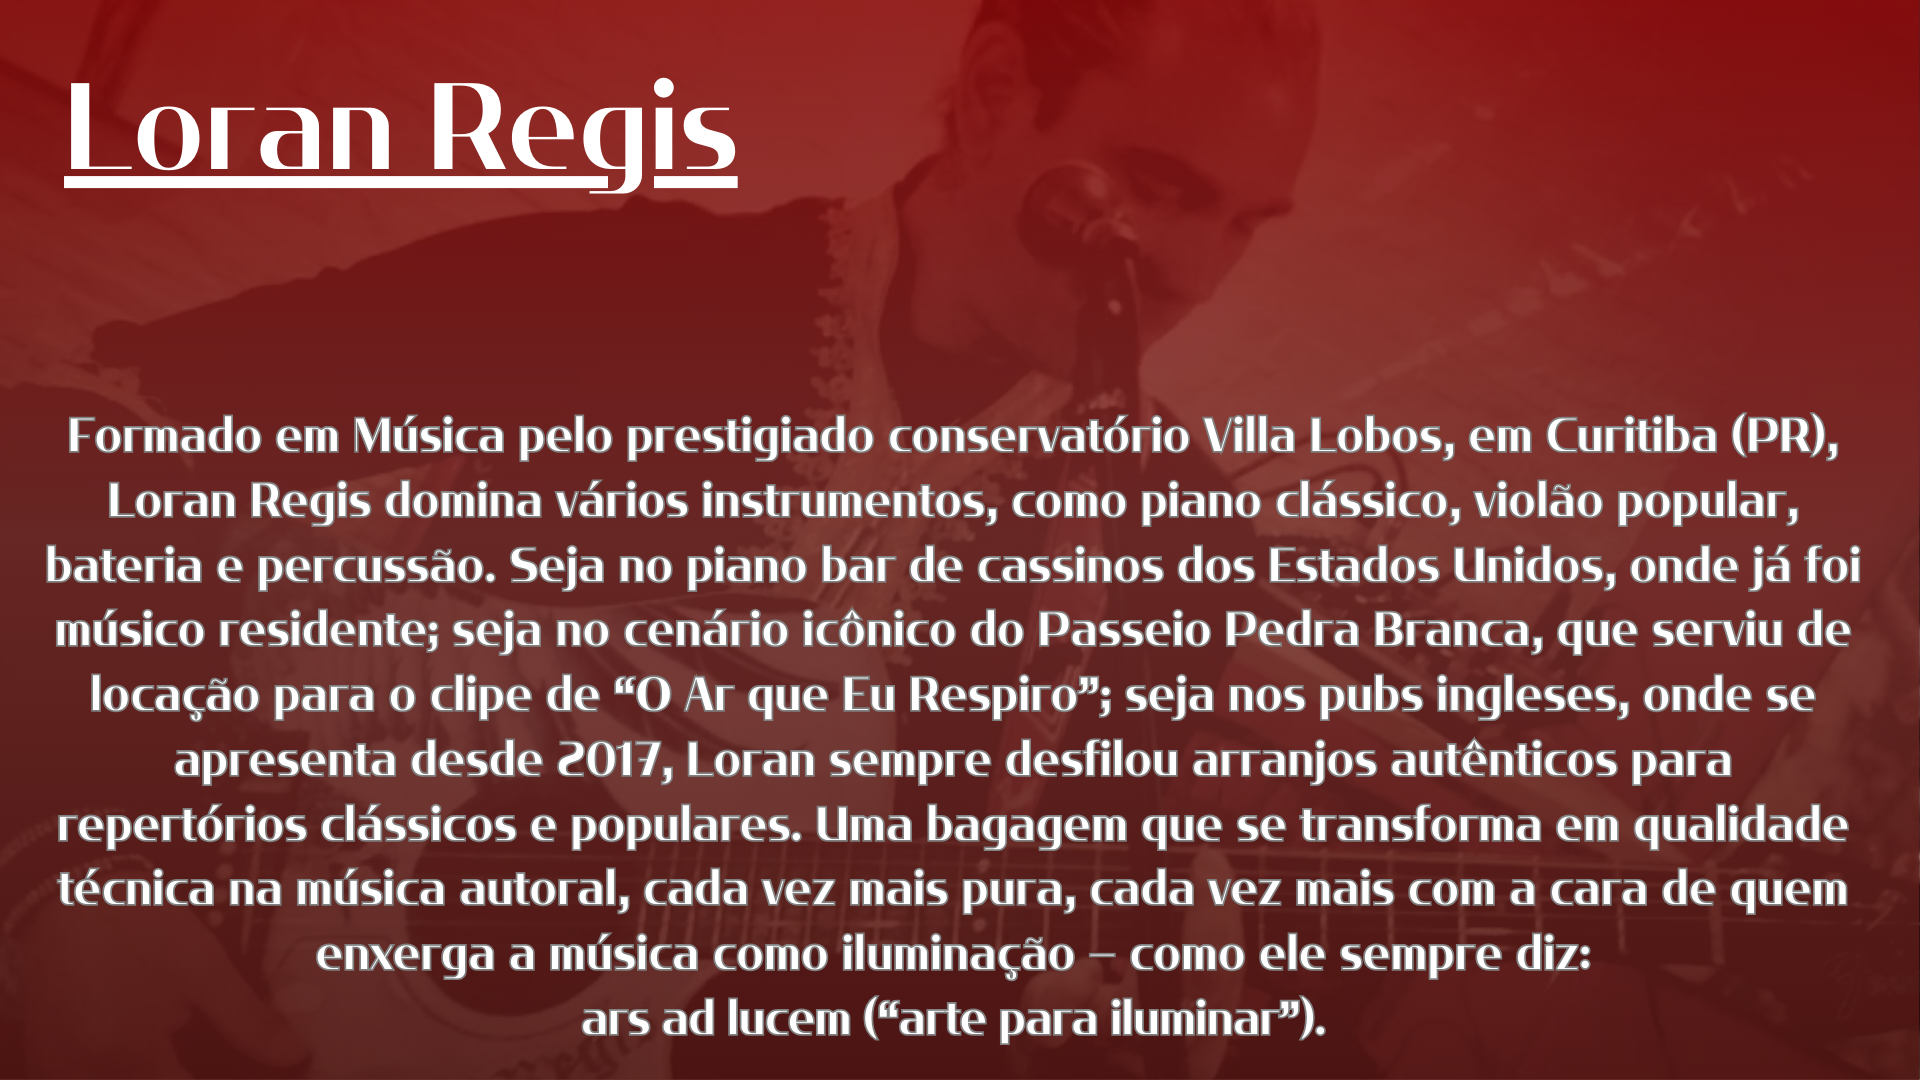 Loran Regis
Formado em Música pelo prestigiado conservatório Villa Lobos, em Curitiba (PR),
Loran Regis domina vários instrumentos, como piano clássico, violão popular,
bateria e percussão. Seja no piano bar de cassinos dos Estados Unidos, onde já foi
músico residente; seja no cenário icônico do Passeio Pedra Branca, que serviu de
locação para o clipe de “O Ar que Eu Respiro”; seja nos pubs ingleses, onde se
apresenta desde 2017, Loran sempre desfilou arranjos autênticos para
repertórios clássicos e populares. Uma bagagem que se transforma em qualidade
técnica na música autoral, cada vez mais pura, cada vez mais com a cara de quem
enxerga a música como iluminação – como ele sempre diz:
ars ad lucem (“arte para iluminar”).